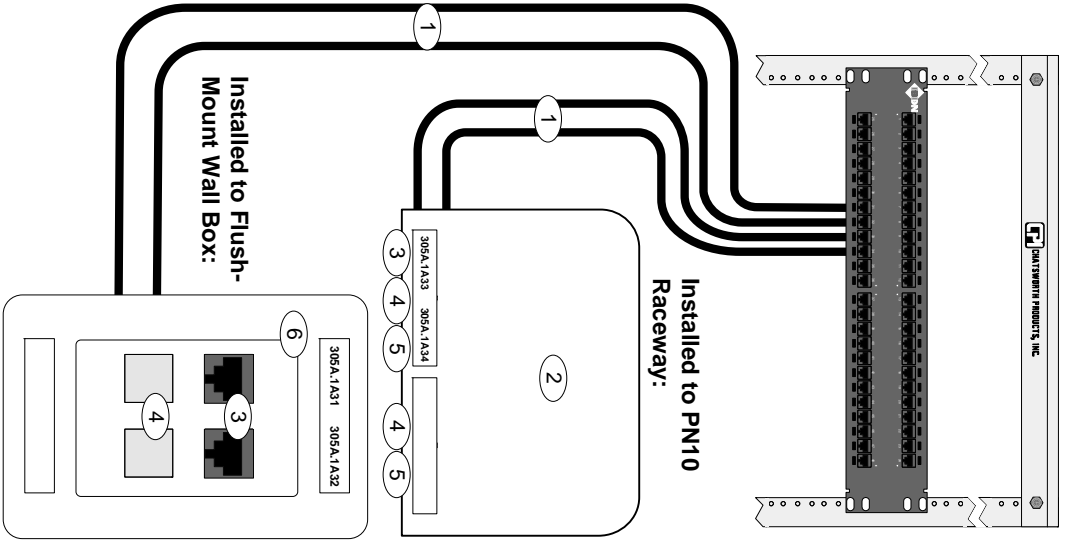 CHATSWORTH PRODUCTS, INC.
Installed to PN10
Raceway:
1
2
1
305A.1A33 305A.1A34
3 4 5 4 5
Installed to Flush-
Mount Wall Box:
305A.1A31 305A.1A32
6
3
4